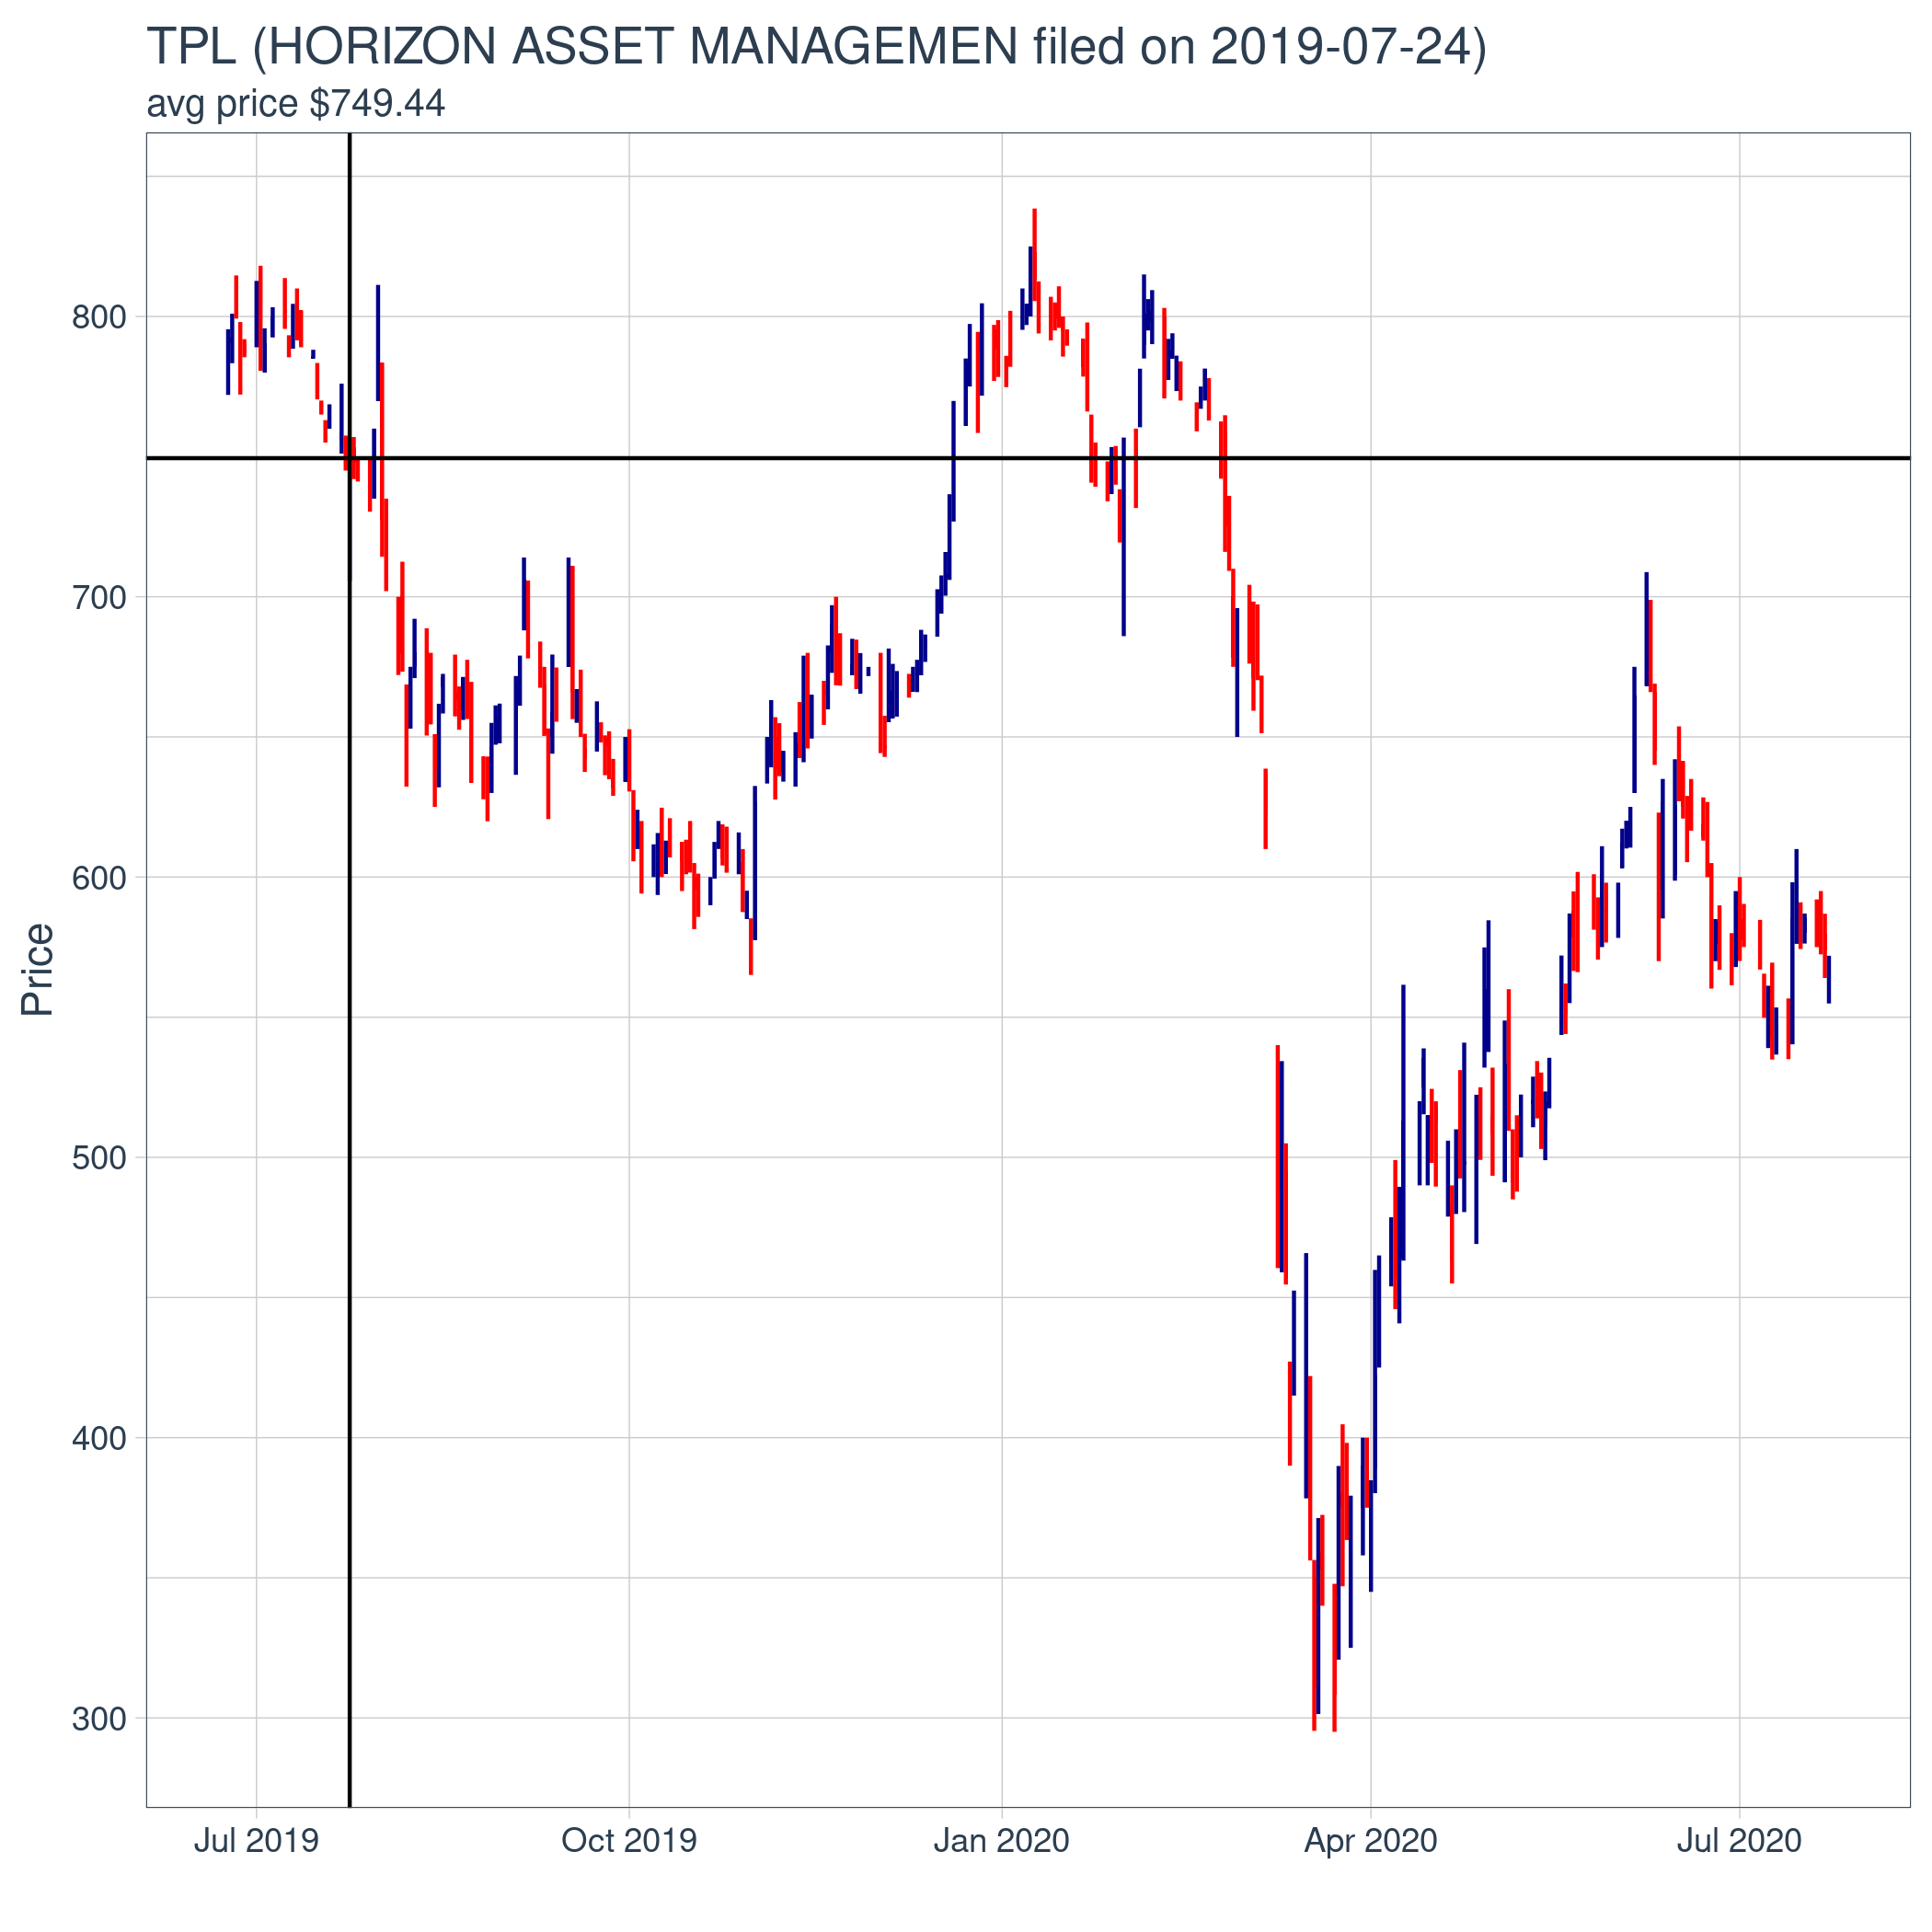 TPL (HORIZON ASSET MANAGEMEN filed on 2019-07-24)
avg price $749.44
800
700
600
500
400
300
Price
Jul 2019
Oct 2019
Jan 2020
Apr 2020
Jul 2020